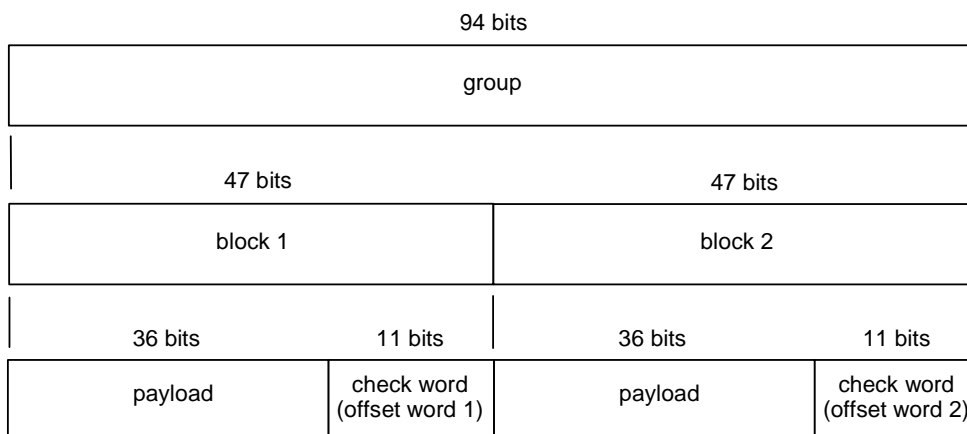 94 bits
group
47 bits
47 bits
block 1
block 2
36 bits
11 bits
36 bits
11 bits
payload
check word
(offset word 1)
payload
check word
(offset word 2)